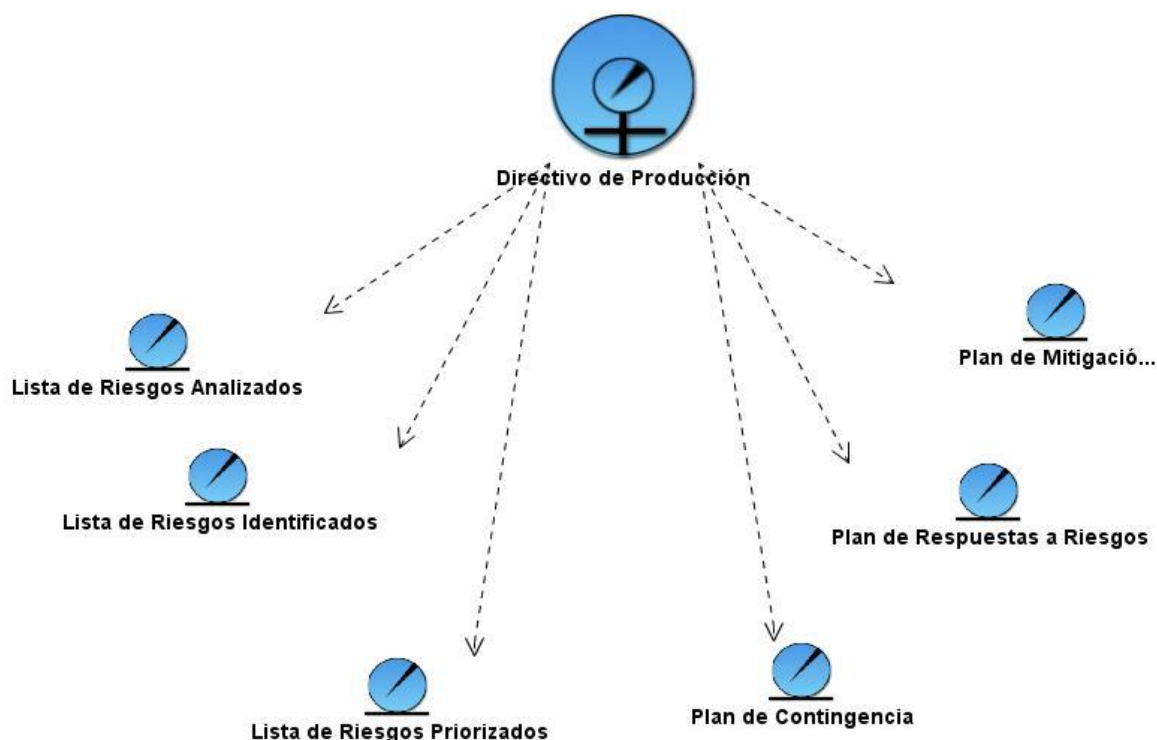 Directivo de Producción
Plan de Mitigació...
Lista de Riesgos Analizados
Lista de Riesgos Identificados
Plan de Respuestas a Riesgos
Plan de Contingencia
Lista de Riesgos Priorizados